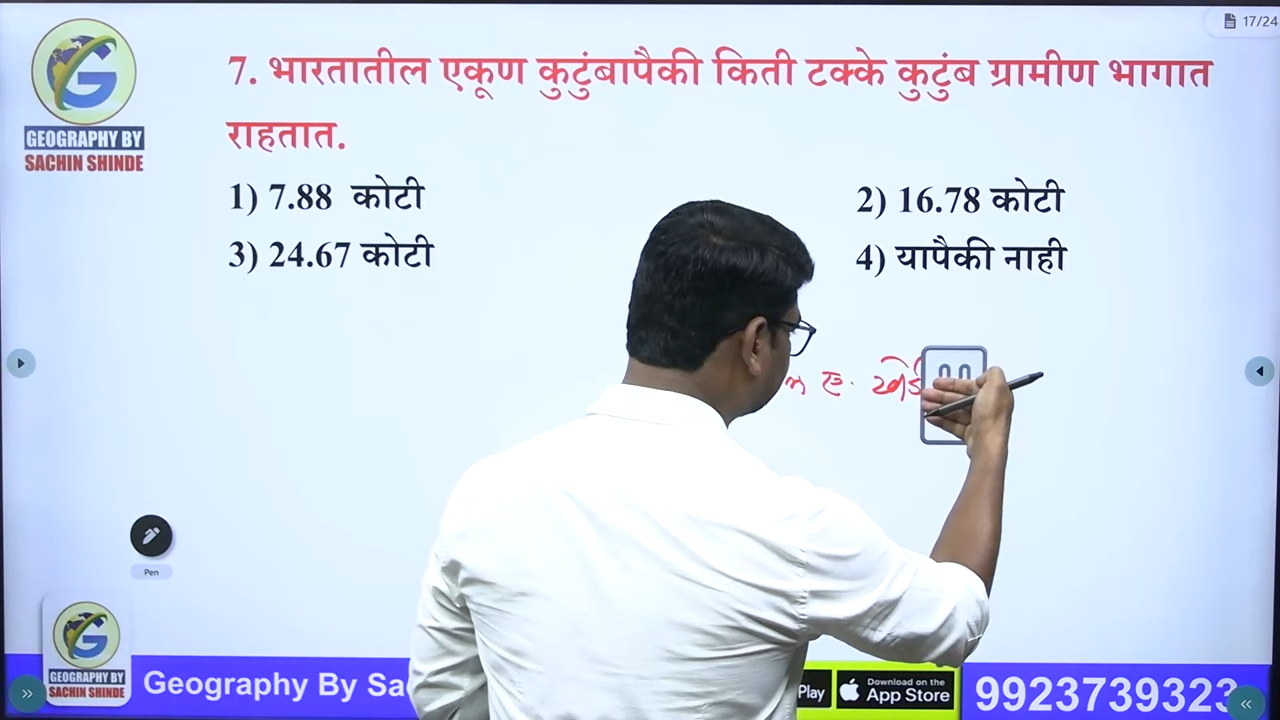 17/24
GEOGRAPHY BY
SACHIN SHINDE
7. भारतातील एकूण कुटुंबापैकी किती टक्के कुटुंब ग्रामीण भागात
राहतात.
1) 7.88 कोटी
2) 16.78 कोटी
3) 24.67 कोटी
4) यापैकी नाही
Pen
GEOGRAPHY BY
SACHIN SHINDE
Geography By
Play
Download on the
App Store
9923739323